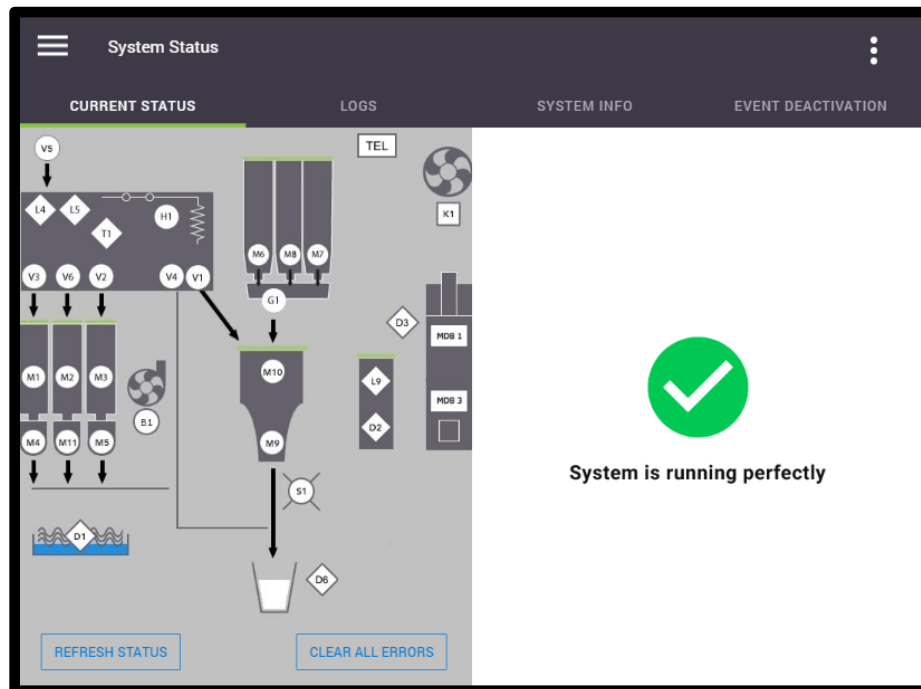 System Status
CURRENT STATUS LOGS SYSTEM INFO EVENT DEACTIVATION
V5
TEL
K1
L4 L5 T1 H1
M6 M8 M7
V3 V6 V2 V4 V1
G1
D3
MDB 1
M1 M2 M3
M10
L9
B1
MDB 3
D2
M4 M11 M5
M9
S1
D1
D6
System is running perfectly
REFRESH STATUS CLEAR ALL ERRORS